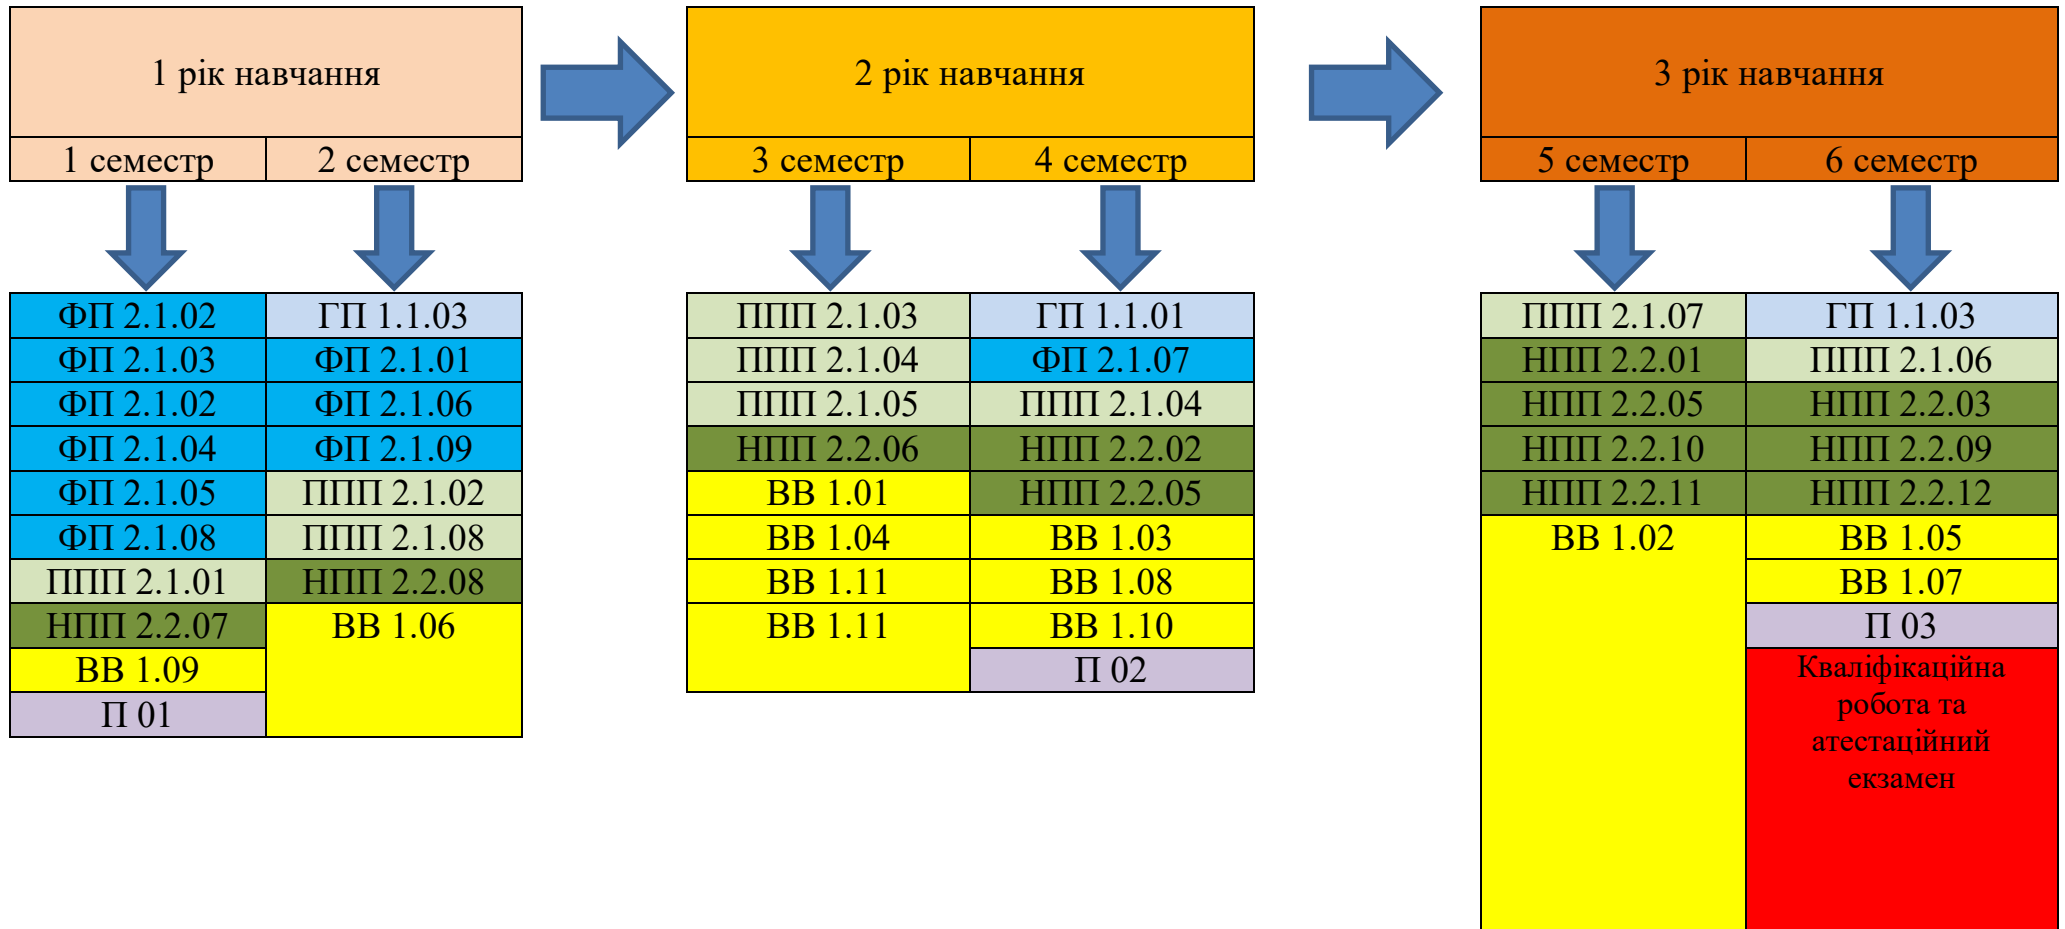 1 рік навчання
1 семестр
2 семестр
ФП 2.1.02
ГП 1.1.03
ФП 2.1.03
ФП 2.1.01
ФП 2.1.02
ФП 2.1.06
ФП 2.1.04
ФП 2.1.09
ФП 2.1.05
ППП 2.1.02
ФП 2.1.08
ППП 2.1.08
ППП 2.1.01
НПП 2.2.08
НПП 2.2.07
ВВ 1.06
ВВ 1.09
П 01
2 рік навчання
3 семестр
4 семестр
ППП 2.1.03
ГП 1.1.01
ППП 2.1.04
ФП 2.1.07
ППП 2.1.05
ППП 2.1.04
НПП 2.2.06
НПП 2.2.02
ВВ 1.01
НПП 2.2.05
ВВ 1.04
ВВ 1.03
ВВ 1.11
ВВ 1.08
ВВ 1.11
ВВ 1.10
П 02
3 рік навчання
5 семестр
6 семестр
ППП 2.1.07
ГП 1.1.03
НПП 2.2.01
ППП 2.1.06
НПП 2.2.05
НПП 2.2.03
НПП 2.2.10
НПП 2.2.09
НПП 2.2.11
НПП 2.2.12
ВВ 1.02
ВВ 1.05
ВВ 1.07
П 03
Кваліфікаційна
робота та
атестаційний
екзамен